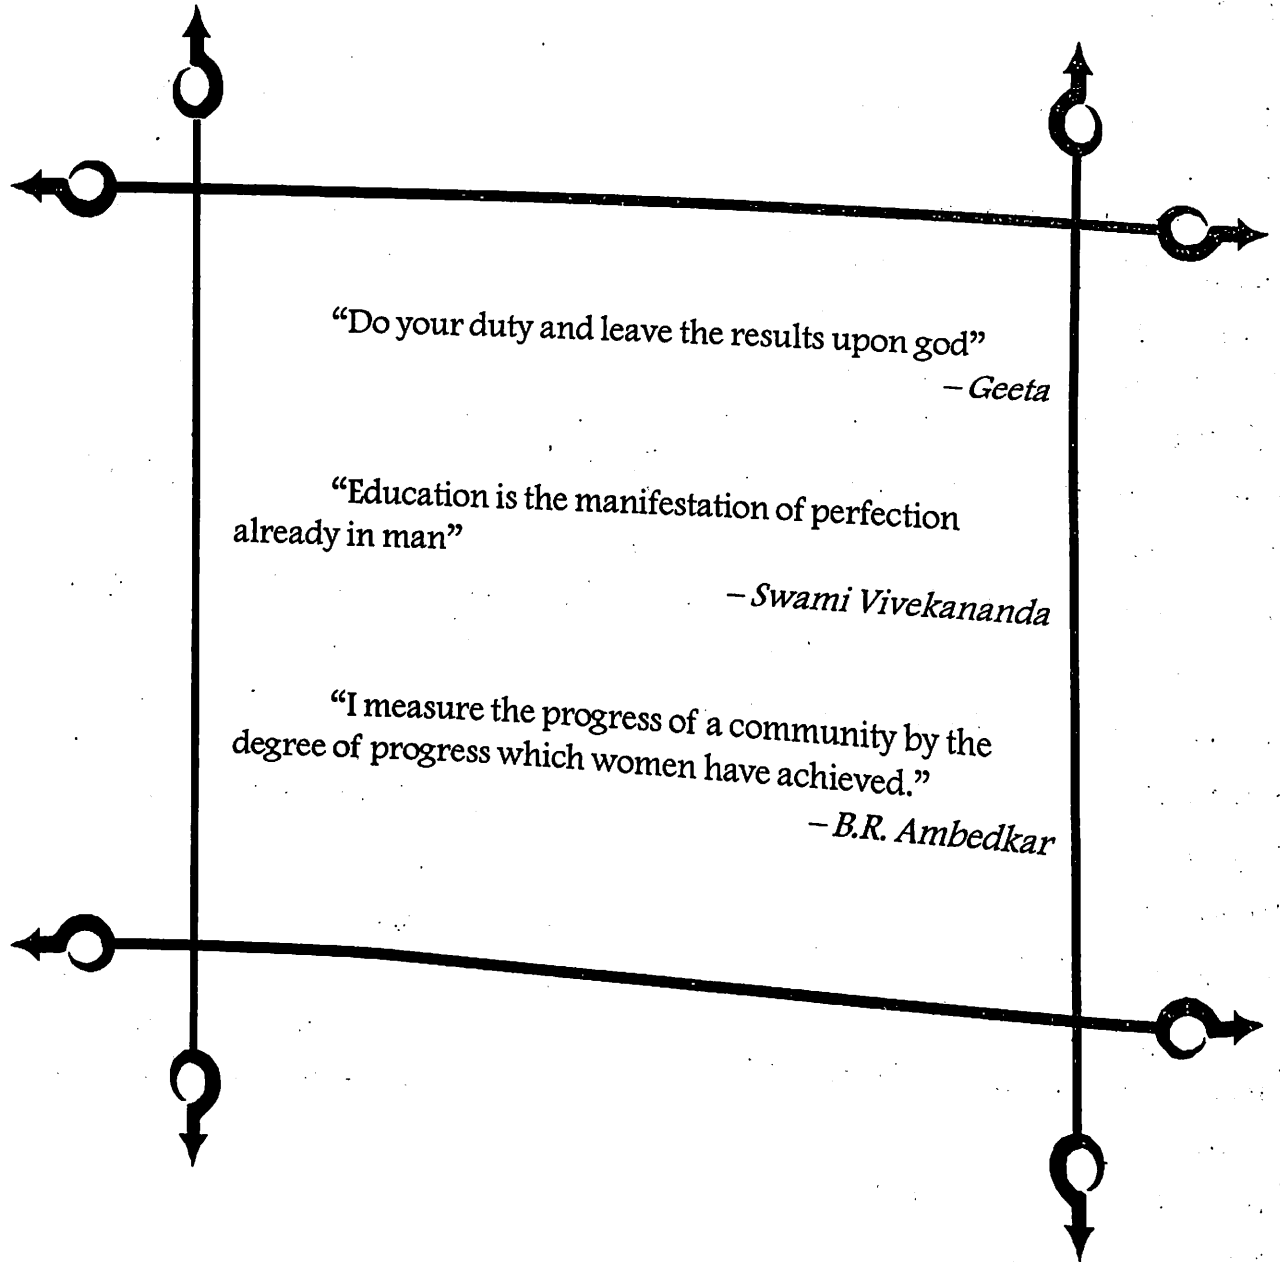 “Do your duty and leave the results upon god”
– Geeta
“Education is the manifestation of perfection
already in man”
– Swami Vivekananda
“I measure the progress of a community by the
degree of progress which women have achieved.”
– B.R. Ambedkar